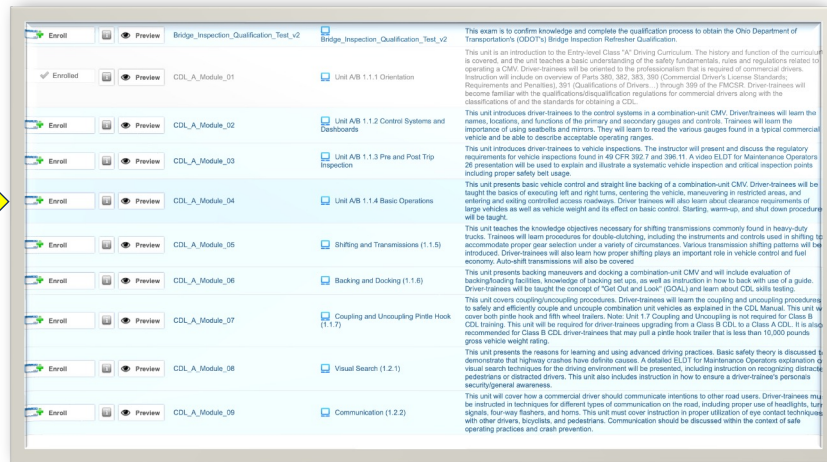 Enroll Preview Bridge_Inspection_Qualification_Test_v2 Bridge_Inspection_Qualification_Test_v2
This exam is to confirm knowledge and complete the qualification process to obtain the Ohio Department of
Transportation's (ODOT's) Bridge Inspection Refresher Qualification.
Enrolled CDL_A_Module_01 Unit A/B 1.1.1 Orientation
This unit is an introduction to the Entry-level Class "A" Driving Curriculum. The history and function of the curriculum
is covered, and the unit teaches a basic understanding of the safety fundamentals, rules and regulations related to
operating a CMV. Driver-trainees will be oriented to the professionalism that is required of commercial drivers.
Instruction will include on overview of Parts 380, 382, 383, 390 (Commercial Driver's License Standards;
Requirements and Penalties), 391 (Qualifications of Drivers…) through 399 of the FMCSR. Driver-trainees will
become familiar with the qualifications/disqualification regulations for commercial drivers along with the
classifications of and the standards for obtaining a CDL.
Enroll Preview CDL_A_Module_02 Unit A/B 1.1.2 Control Systems and
Dashboards
This unit introduces driver-trainees to the control systems in a combination-unit CMV. Driver/trainees will learn the
names, locations, and functions of the primary and secondary gauges and controls. Trainees will learn the
importance of using seatbelts and mirrors. They will learn to read the various gauges found in a typical commercial
vehicle and be able to describe acceptable operating ranges.
Enroll Preview CDL_A_Module_03 Unit A/B 1.1.3 Pre and Post Trip
Inspection
This unit introduces driver-trainees to vehicle inspections. The instructor will present and discuss the regulatory
requirements for vehicle inspections found in 49 CFR 392.7 and 396.11. A video ELDT for Maintenance Operators
26 presentation will be used to explain and illustrate a systematic vehicle inspection and critical inspection points
including proper safety belt usage.
Enroll Preview CDL_A_Module_04 Unit A/B 1.1.4 Basic Operations
This unit presents basic vehicle control and straight line backing of a combination-unit CMV. Driver-trainees will be
taught the basics of executing left and right turns, centering the vehicle, maneuvering in restricted areas, and
entering and exiting controlled access roadways. Driver trainees will also learn about clearance requirements of
large vehicles as well as vehicle weight and its effect on basic control. Starting, warm-up, and shut down procedure
will be taught.
Enroll Preview CDL_A_Module_05 Shifting and Transmissions (1.1.5)
This unit teaches the knowledge objectives necessary for shifting transmissions commonly found in heavy-duty
trucks. Trainees will learn procedures for double-clutching, including the instruments and controls used in shifting to
accommodate proper gear selection under a variety of circumstances. Various transmission shifting patterns will be
introduced. Driver-trainees will also learn how proper shifting plays an important role in vehicle control and fuel
economy. Auto-shift transmissions will also be covered
Enroll Preview CDL_A_Module_06 Backing and Docking (1.1.6)
This unit presents backing maneuvers and docking a combination-unit CMV and will include evaluation of
backing/loading facilities, knowledge of backing set ups, as well as instruction in how to back with use of a guide.
Driver-trainees will be taught the concept of "Get Out and Look" (GOAL) and learn about CDL skills testing.
Enroll Preview CDL_A_Module_07 Coupling and Uncoupling Pintle Hook
(1.1.7)
This unit covers coupling/uncoupling procedures. Driver-trainees will learn the coupling and uncoupling procedures
to safely and efficiently couple and uncouple combination unit vehicles as explained in the CDL Manual. This unit w
cover both pintle hook and fifth wheel trailers. Note: Unit 1.7 Coupling and Uncoupling is not required for Class B
CDL training. This unit will be required for driver-trainees upgrading from a Class B CDL to a Class A CDL. It is also
recommended for Class B CDL driver-trainees that may pull a pintle hook trailer that is less than 10,000 pounds
gross vehicle weight rating.
Enroll Preview CDL_A_Module_08 Visual Search (1.2.1)
This unit presents the reasons for learning and using advanced driving practices. Basic safety theory is discussed t
demonstrate that highway crashes have definite causes. A detailed ELDT for Maintenance Operators explanation o
visual search techniques for the driving environment will be presented, including instruction on recognizing distracte
pedestrians or distracted drivers. This unit also includes instruction in how to ensure a driver-trainee's personals
security/general awareness.
Enroll Preview CDL_A_Module_09 Communication (1.2.2)
This unit will cover how a commercial driver should communicate intentions to other road users. Driver-trainees mu
be instructed in techniques for different types of communication on the road, including proper use of headlights, turn
signals, four-way flashers, and horns. This unit must cover instruction in proper utilization of eye contact techniques
with other drivers, bicyclists, and pedestrians. Communication should be discussed within the context of safe
operating practices and crash prevention.